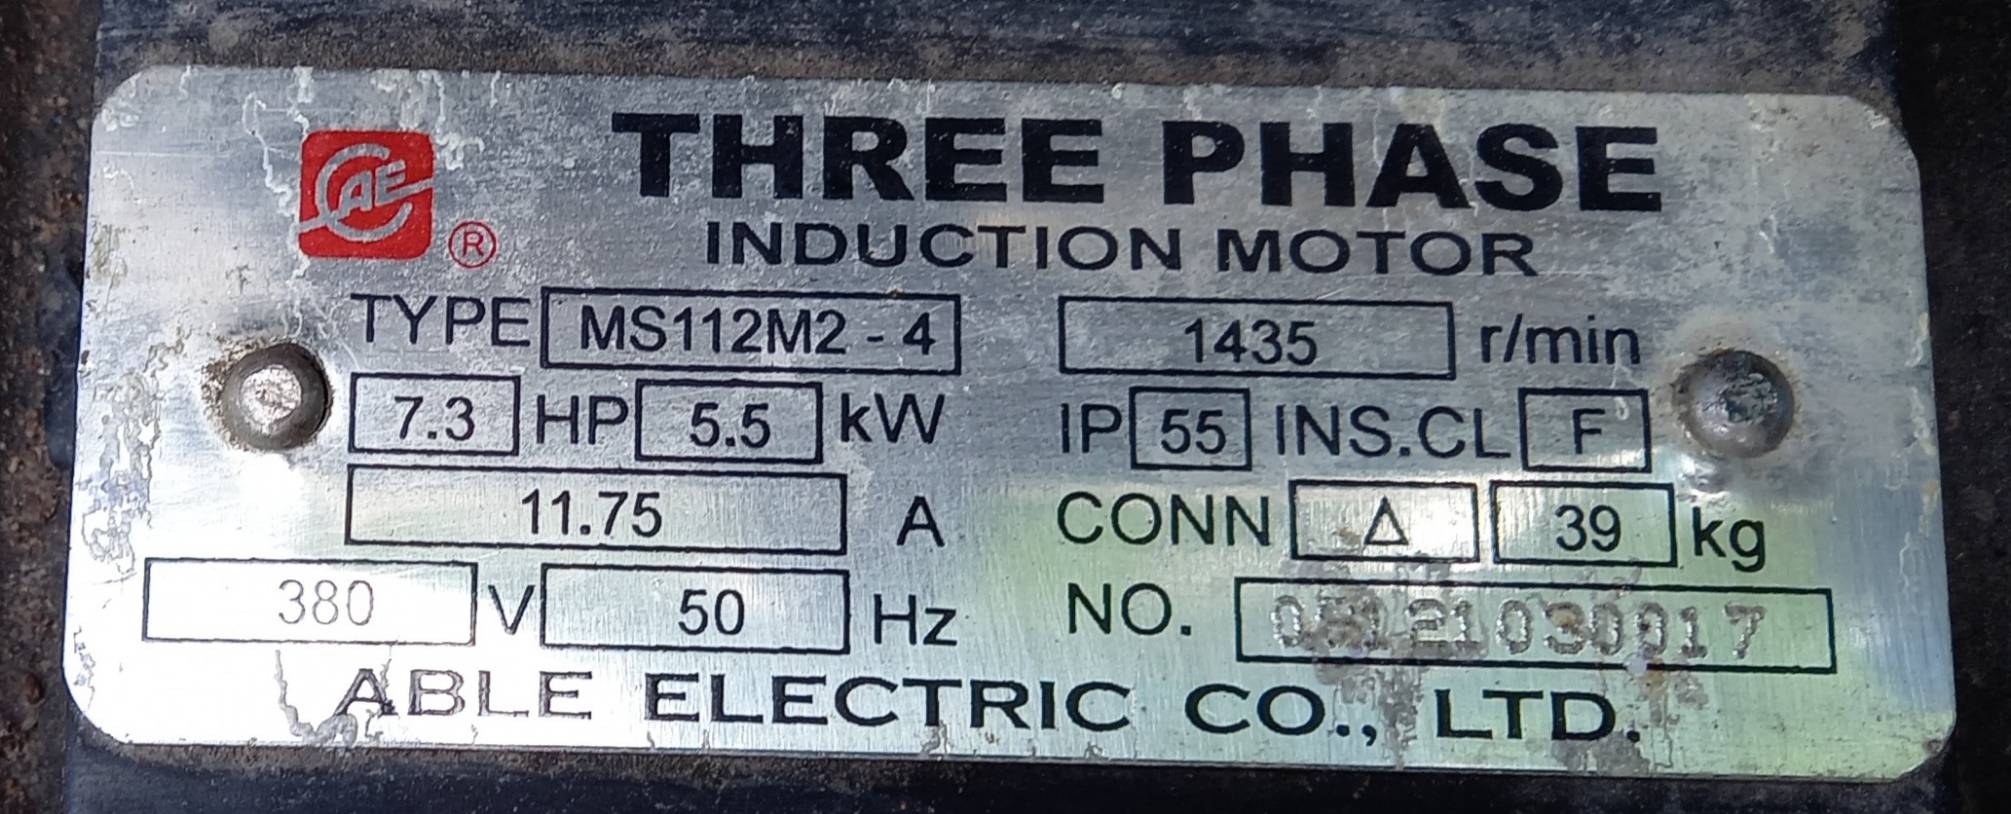 CAE ®
THREE PHASE
INDUCTION MOTOR
TYPE MS112M2 - 4 1435 r/min
7.3 HP 5.5 kW IP 55 INS.CL F
11.75 A CONN Δ 39 kg
380 V 50 Hz NO.
ABLE ELECTRIC CO., LTD.